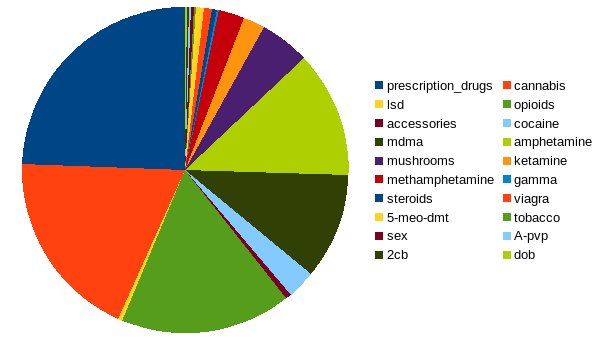 prescription_drugs cannabis
lsd opioids
accessories cocaine
mdma amphetamine
mushrooms ketamine
methamphetamine gamma
steroids viagra
5-meo-dmt tobacco
sex A-pvp
2cb dob